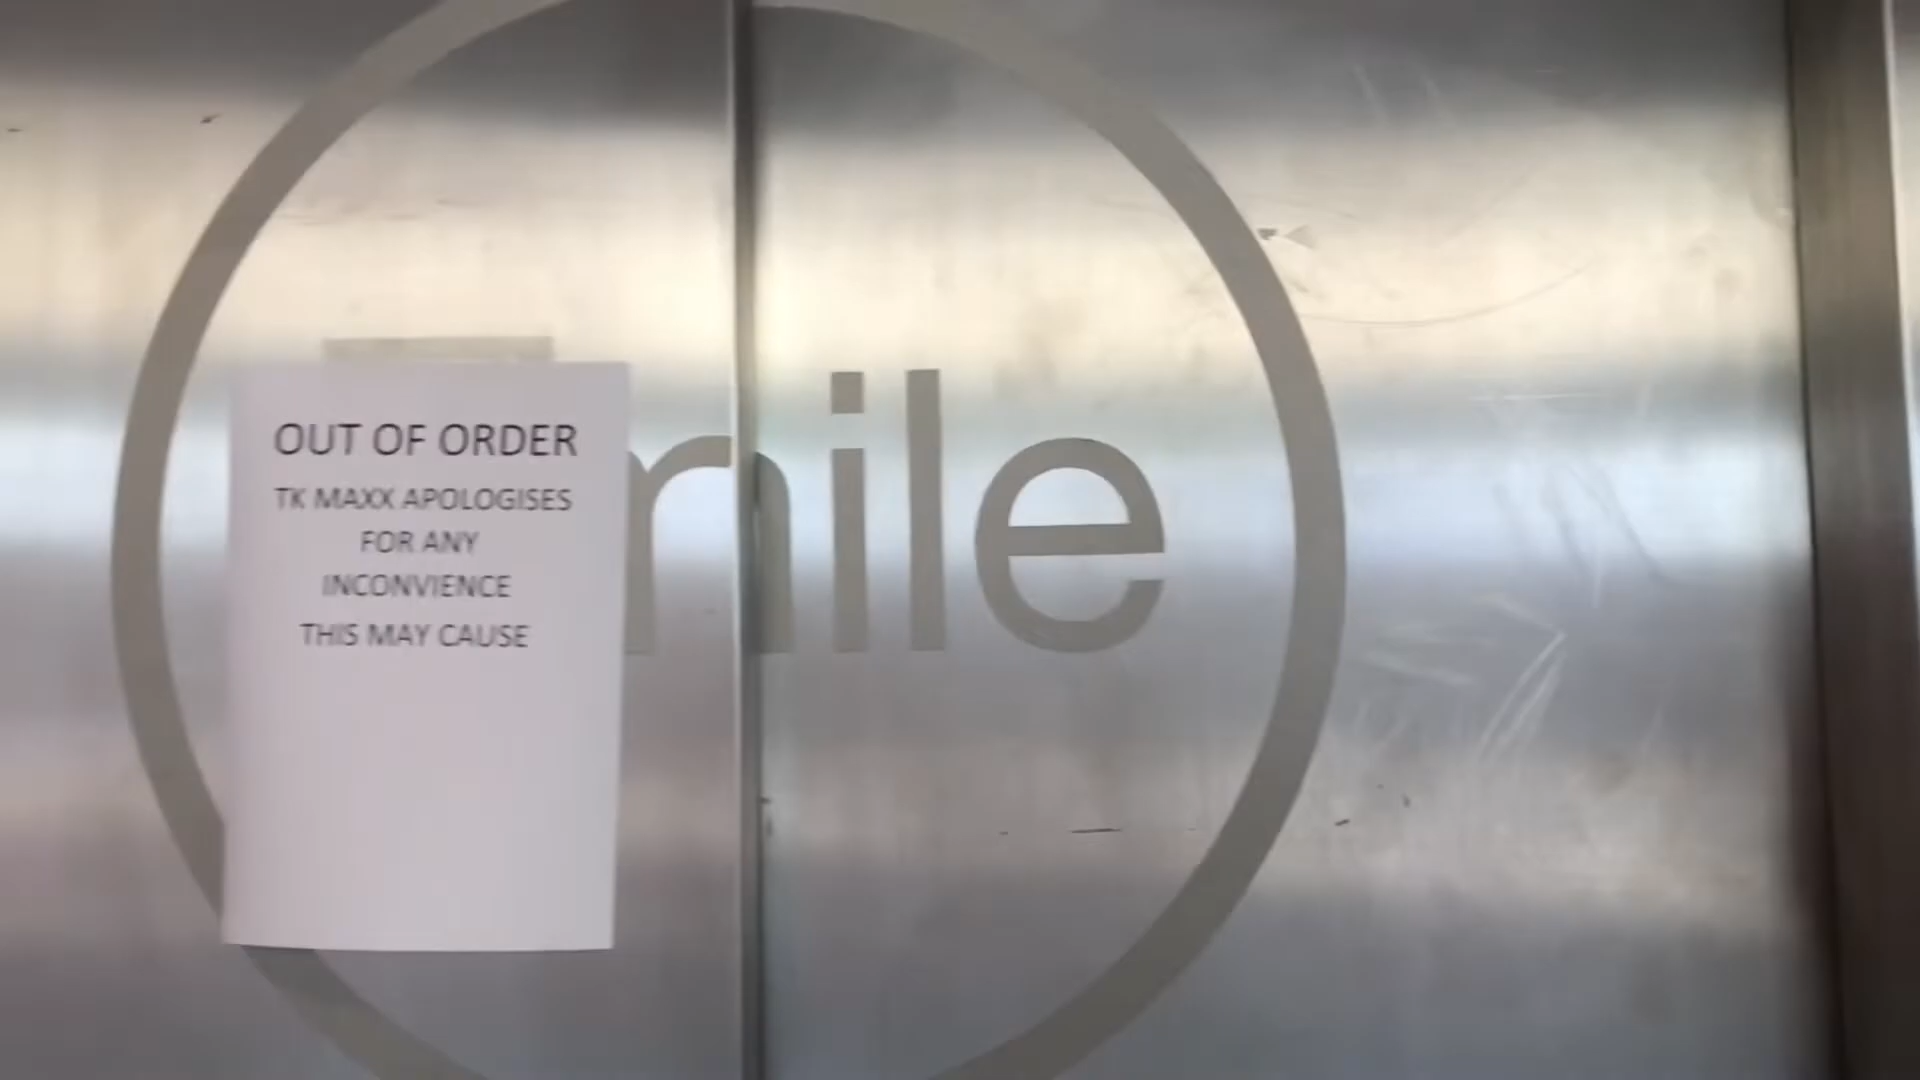 OUT OF ORDER
TK MAXX APOLOGISES
FOR ANY
INCONVIENCE
THIS MAY CAUSE
mile